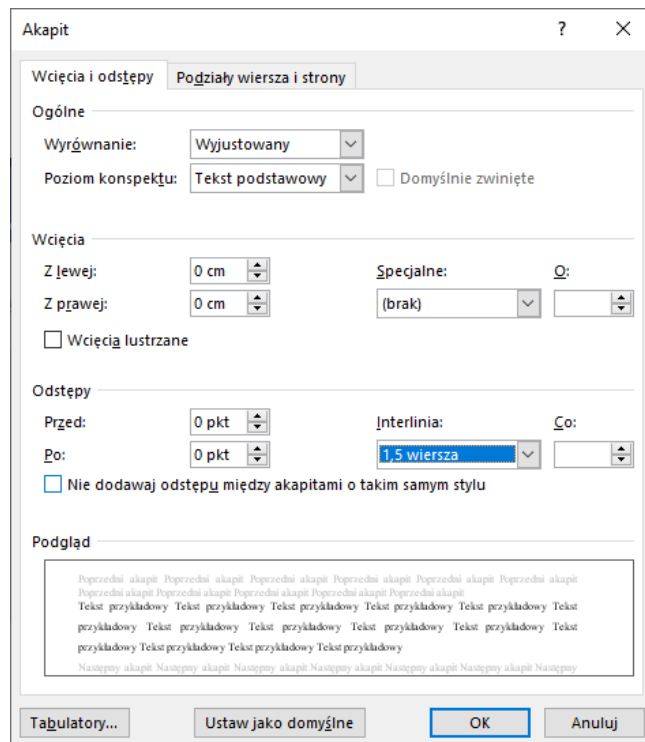 Akapit ? ×
Wcięcia i odstępy Podziały wiersza i strony
Ogólne
Wyrównanie: Wyjustowany
Poziom konspektu: Tekst podstawowy Domyślnie zwinięte
Wcięcia
Z lewej: 0 cm Specjalne: O:
Z prawej: 0 cm (brak)
Wcięcia lustrzane
Odstępy
Przed: 0 pkt Interlinia: Co:
Po: 0 pkt 1,5 wiersza
Nie dodawaj odstępu między akapitami o takim samym stylu
Podgląd
Poprzedni akapit Poprzedni akapit Poprzedni akapit Poprzedni akapit Poprzedni akapit Poprzedni akapit
Poprzedni akapit Poprzedni akapit Poprzedni akapit Poprzedni akapit Poprzedni akapit
Tekst przykładowy Tekst przykładowy Tekst przykładowy Tekst przykładowy Tekst przykładowy Tekst
przykładowy Tekst przykładowy Tekst przykładowy Tekst przykładowy Tekst przykładowy Tekst
przykładowy Tekst przykładowy Tekst przykładowy Tekst przykładowy
Następny akapit Następny akapit Następny akapit Następny akapit Następny akapit Następny akapit Następny
Tabulatory... Ustaw jako domyślne OK Anuluj